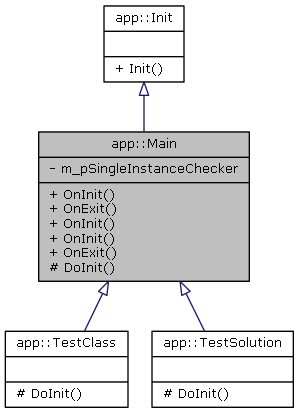 app::Init
+ Init()
app::Main
- m_pSingleInstanceChecker
+ OnInit()
+ OnExit()
+ OnInit()
+ OnInit()
+ OnExit()
# DoInit()
app::TestClass
# DoInit()
app::TestSolution
# DoInit()